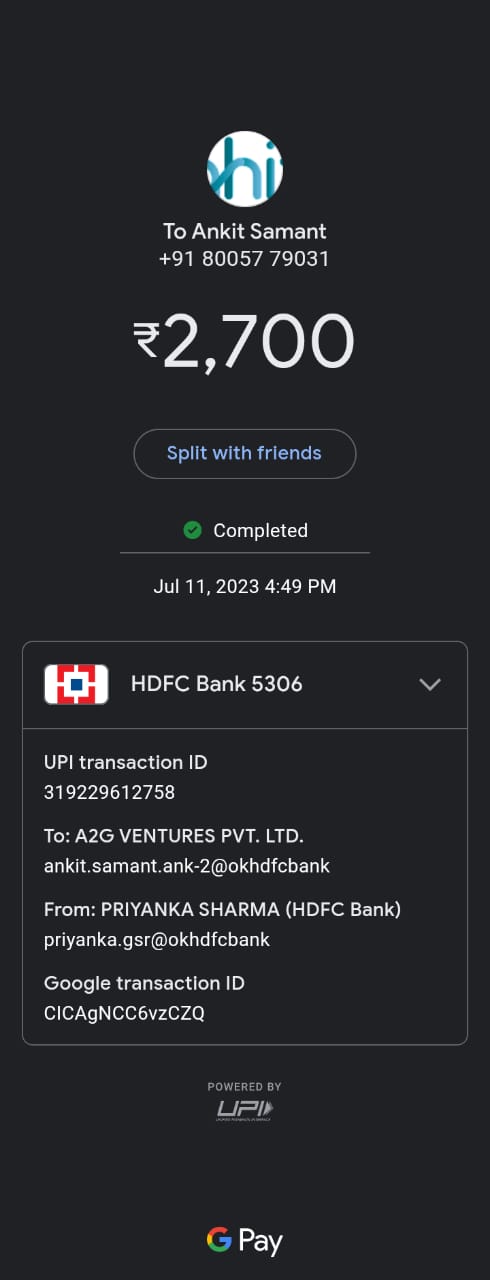 hi
To Ankit Samant
+91 80057 79031
₹2,700
Split with friends
Completed
Jul 11, 2023 4:49 PM
HDFC Bank 5306
UPI transaction ID
319229612758
To: A2G VENTURES PVT. LTD.
ankit.samant.ank-2@okhdfcbank
From: PRIYANKA SHARMA (HDFC Bank)
priyanka.gsr@okhdfcbank
Google transaction ID
CICAgNCC6vzCZQ
POWERED BY
UPI
G Pay